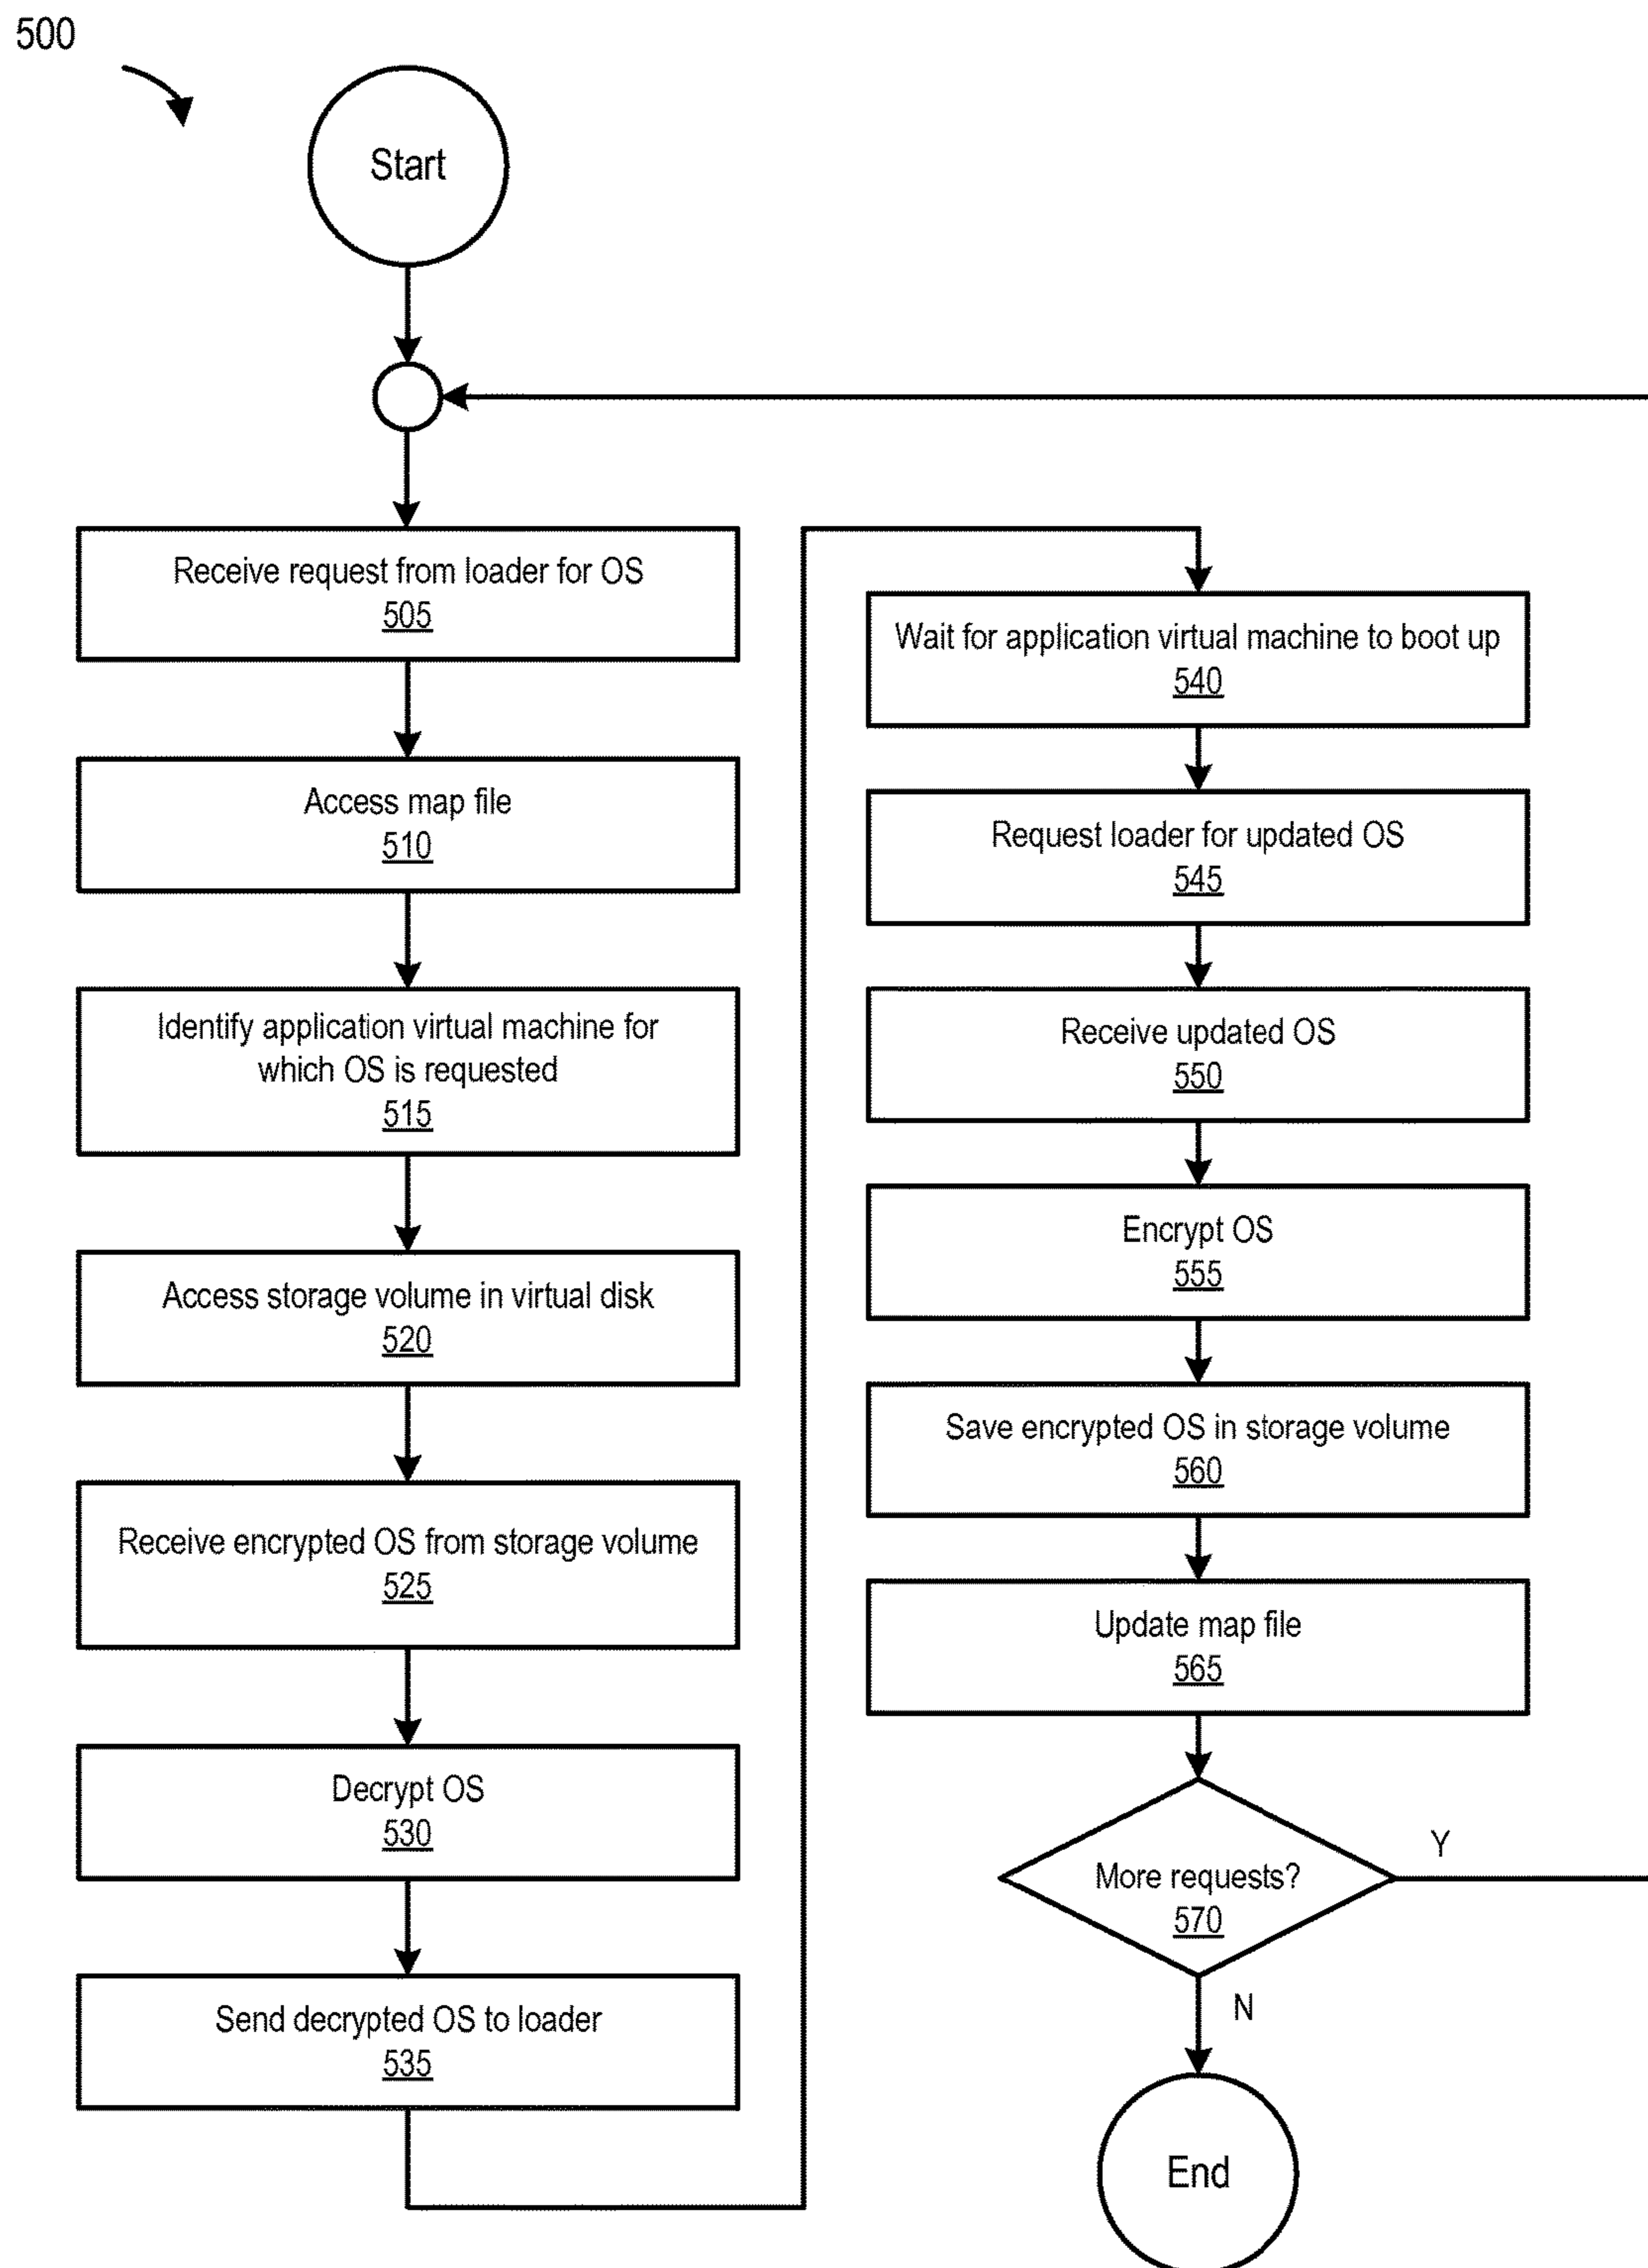 500
Start
Receive request from loader for OS
505
Access map file
510
Identify application virtual machine for
which OS is requested
515
Access storage volume in virtual disk
520
Receive encrypted OS from storage volume
525
Decrypt OS
530
Send decrypted OS to loader
535
Wait for application virtual machine to boot up
540
Request loader for updated OS
545
Receive updated OS
550
Encrypt OS
555
Save encrypted OS in storage volume
560
Update map file
565
More requests?
570
Y
N
End